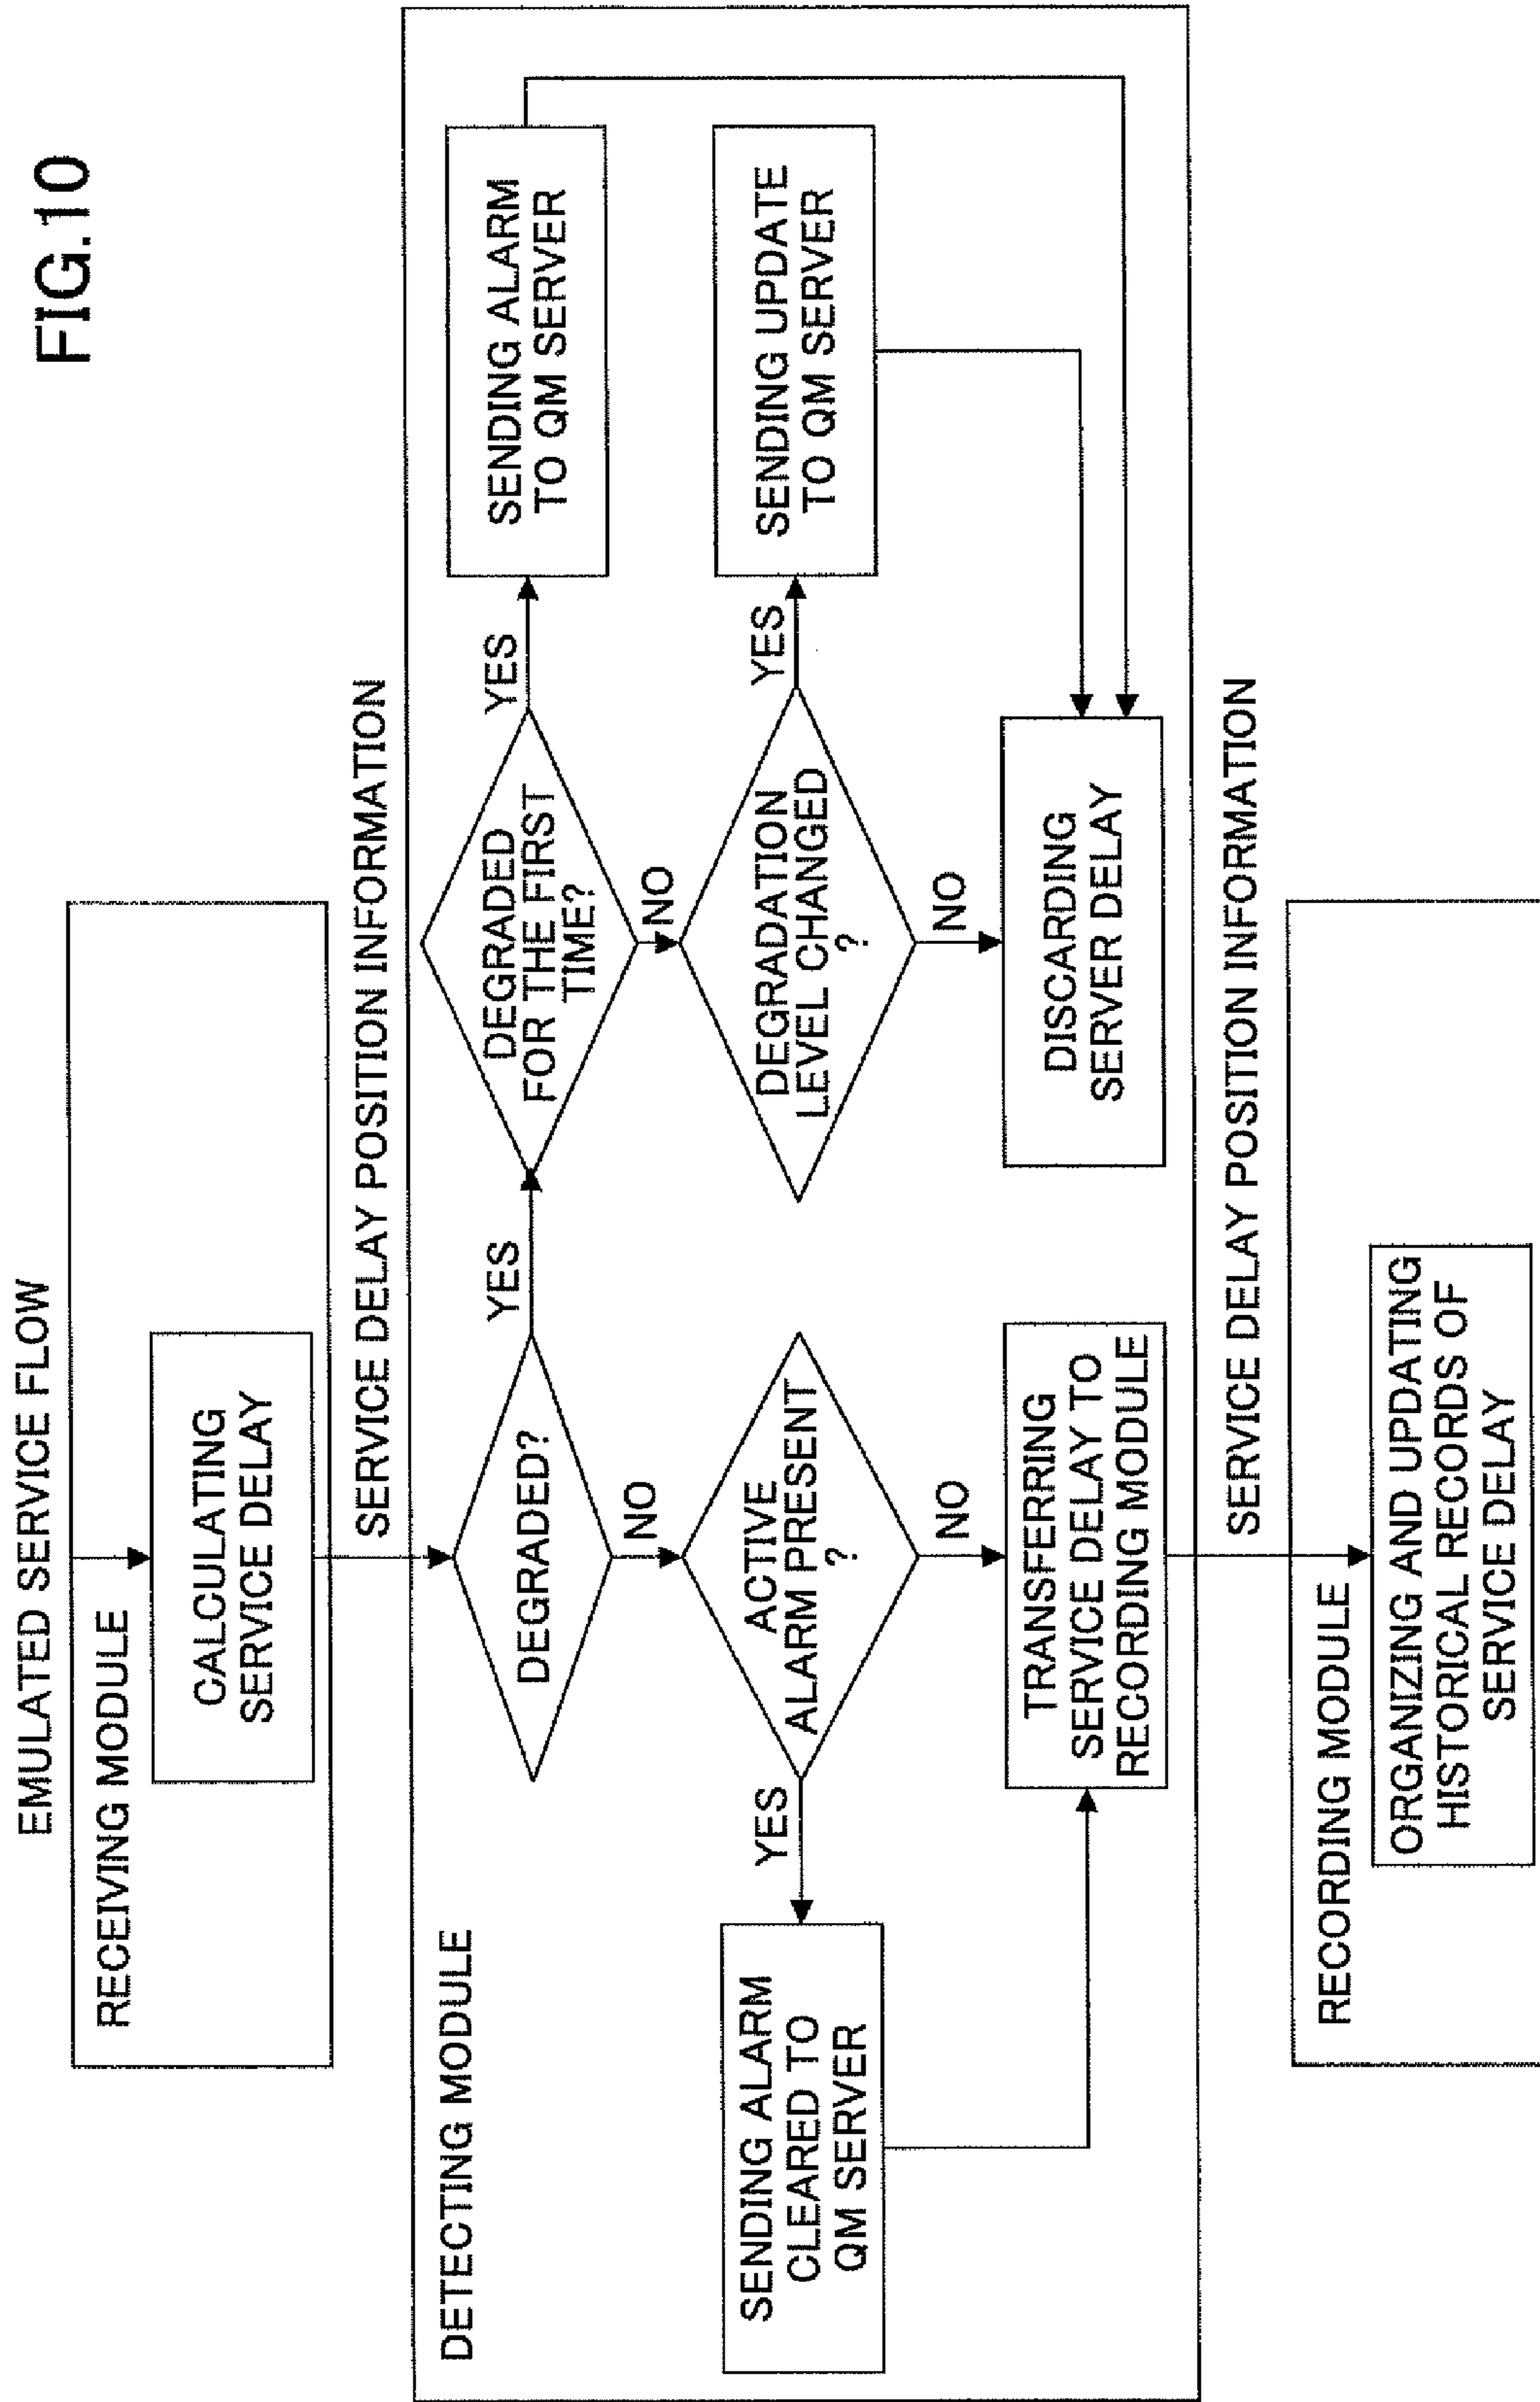 FIG.10
EMULATED SERVICE FLOW
RECEIVING MODULE
CALCULATING
SERVICE DELAY
SERVICE DELAY POSITION INFORMATION
DETECTING MODULE
DEGRADED?
YES
DEGRADED
FOR THE FIRST
TIME?
YES
SENDING ALARM
TO QM SERVER
NO
NO
SENDING ALARM
CLEARED TO
QM SERVER
YES
ACTIVE
ALARM PRESENT
?
DEGRADATION
LEVEL CHANGED
?
YES
SENDING UPDATE
TO QM SERVER
NO
NO
TRANSFERRING
SERVICE DELAY TO
RECORDING MODULE
DISCARDING
SERVER DELAY
SERVICE DELAY POSITION INFORMATION
RECORDING MODULE
ORGANIZING AND UPDATING
HISTORICAL RECORDS OF
SERVICE DELAY